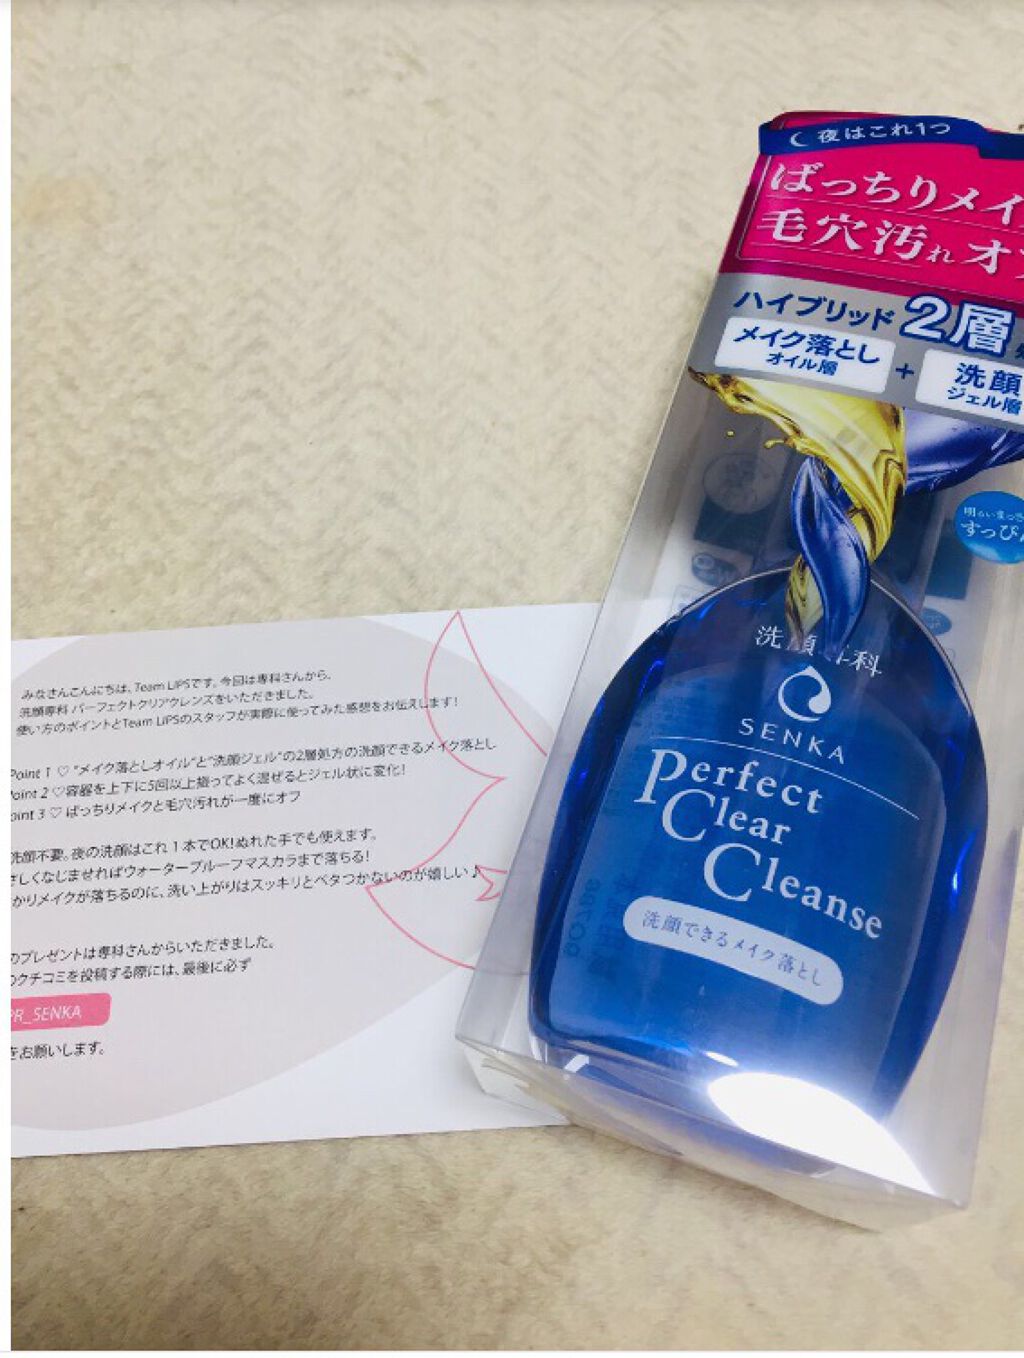 夜はこれ1つ
ばっちりメイ
毛穴汚れオフ
ハイブリッド 2層
メイク落とし
オイル層
+
洗顔
ジェル層
すっぴん
洗顔専科
SENKA
Perfect
Clear
Cleanse
洗顔できるメイク落とし
みなさんこんにちは、Team LIPSです。今回は専科さんから、
洗顔専科 パーフェクトクリアクレンズをいただきました。
使い方のポイントとTeam LIPSのスタッフが実際に使ってみた感想をお伝えします!
Point 1 ♡ "メイク落としオイル"と"洗顔ジェル"の2層処方の洗顔できるメイク落とし
oint 2 ♡容器を上下に5回以上振ってよく混ぜるとジェル状に変化!
oint 3 ♡ ばっちりメイクと毛穴汚れが一度にオフ
洗顔不要。夜の洗顔はこれ1本でOK!ぬれた手でも使えます。
さしくなじませればウォータープルーフマスカラまで落ちる!
かりメイクが落ちるのに、洗い上がりはスッキリとベタつかないのが嬉しい♪
のプレゼントは専科さんからいただきました。
のクチコミを投稿する際には、最後に必ず
PR_SENKA
をお願いします。